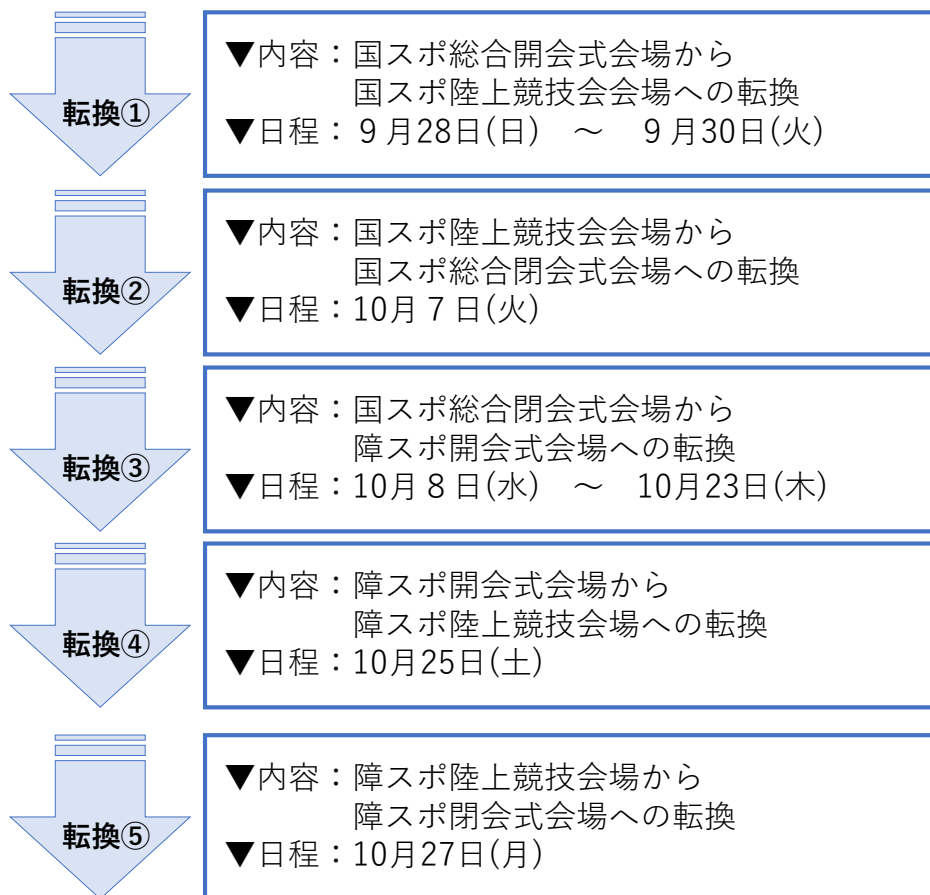 転換①
▼内容：国スポ総合開会式会場から
国スポ陸上競技会会場への転換
▼日程：９月28日(日)　～　９月30日(火)
転換②
▼内容：国スポ陸上競技会会場から
国スポ総合閉会式会場への転換
▼日程：10月７日(火)
転換③
▼内容：国スポ総合閉会式会場から
障スポ開会式会場への転換
▼日程：10月８日(水)　～　10月23日(木)
転換④
▼内容：障スポ開会式会場から
障スポ陸上競技会場への転換
▼日程：10月25日(土)
転換⑤
▼内容：障スポ陸上競技会場から
障スポ閉会式会場への転換
▼日程：10月27日(月)